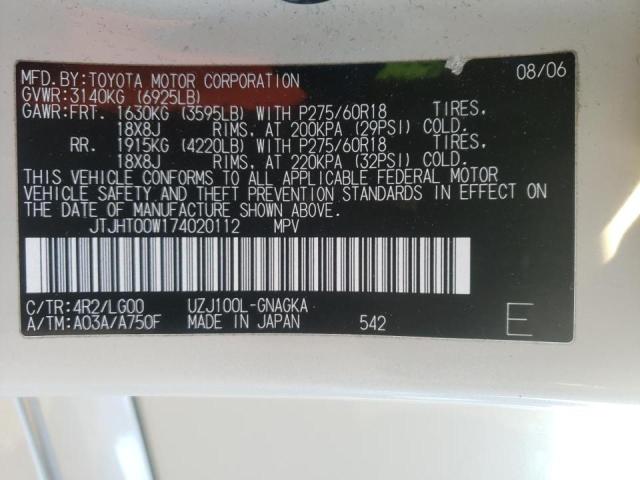 MFD.BY:TOYOTA MOTOR CORPORATION 08/06
GVWR:3140KG (6925LB)
GAWR:FRT. 1630KG (3595LB) WITH P275/60R18 TIRES,
18X8J RIMS. AT 200KPA (29PSI) COLD.
RR. 1915KG (4220LB) WITH P275/60R18 TIRES,
18X8J RIMS. AT 220KPA (32PSI) COLD.
THIS VEHICLE CONFORMS TO ALL APPLICABLE FEDERAL MOTOR
VEHICLE SAFETY AND THEFT PREVENTION STANDARDS IN EFFECT ON
THE DATE OF MANUFACTURE SHOWN ABOVE.
JTJHT00W174020112 MPV
C/TR:4R2/LG00 UZJ100L-GNAGKA
A/TM:A03A/A750F MADE IN JAPAN 542 E